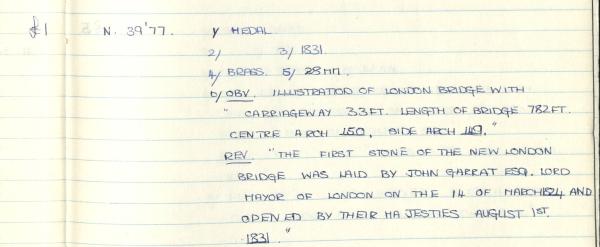 £1 N. 39'77. 1/ MEDAL
2/ 3/ 1831.
4/ BRASS. 5/ 28mm.
6/ OBV. ILLUSTRATION OF LONDON BRIDGE WITH
" CARRIAGEWAY 33FT. LENGTH OF BRIDGE 782FT.
CENTRE ARCH 150, SIDE ARCH 149."
REV. "THE FIRST STONE OF THE NEW LONDON
BRIDGE WAS LAID BY JOHN GARRAT ESQ. LORD
MAYOR OF LONDON ON THE 14 OF MARCH 1824 AND
OPENED BY THEIR MAJESTIES AUGUST 1ST.
1831."